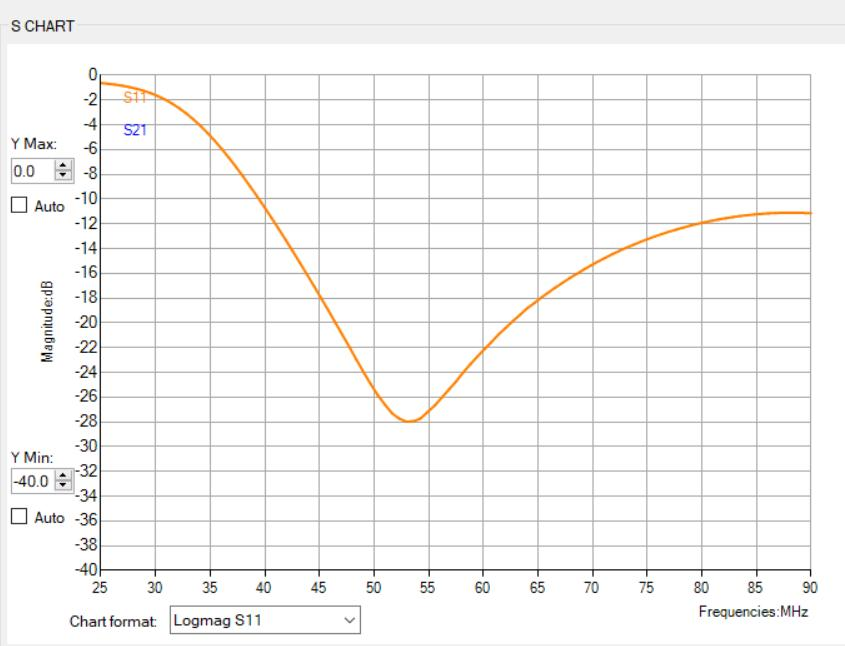 S CHART
0
-2
S11
-4
S21
-6
Y Max:
0.0
-8
Auto
-10
-12
-14
-16
Magnitude:dB
-18
-20
-22
-24
-26
-28
-30
Y Min:
-40.0
-32
-34
Auto
-36
-38
-40
25 30 35 40 45 50 55 60 65 70 75 80 85 90
Frequencies:MHz
Chart format: Logmag S11